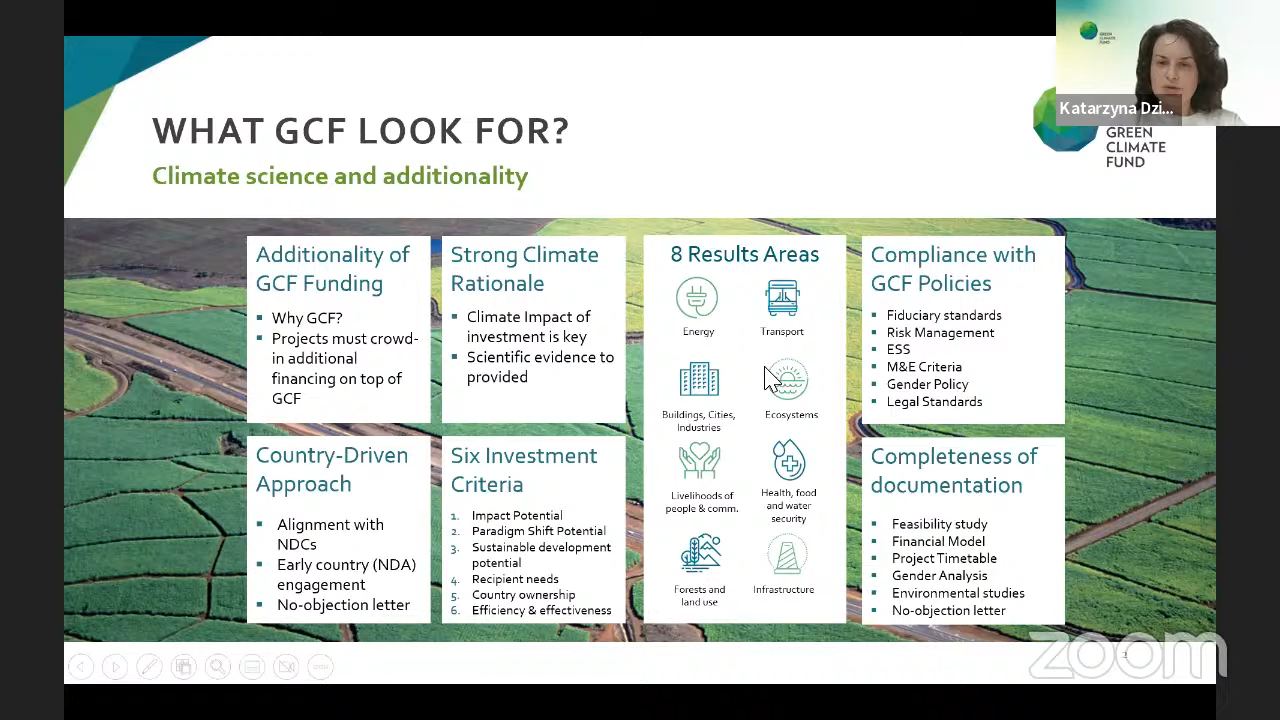 WHAT GCF LOOK FOR?
Climate science and additionality
Katarzyna Dzi...
GREEN
CLIMATE
FUND
GREEN
CLIMATE
FUND
Additionality of
GCF Funding
Why GCF?
Projects must crowd-
in additional
financing on top of
GCF
Strong Climate
Rationale
Climate Impact of
investment is key
Scientific evidence to
provided
8 Results Areas
Energy
Transport
Buildings, Cities,
Industries
Ecosystems
Livelihoods of
people & comm.
Health, food
and water
security
Forests and
land use
Infrastructure
Compliance with
GCF Policies
Fiduciary standards
Risk Management
ESS
M&E Criteria
Gender Policy
Legal Standards
Country-Driven
Approach
Alignment with
NDCs
Early country (NDA)
engagement
No-objection letter
Six Investment
Criteria
1. Impact Potential
2. Paradigm Shift Potential
3. Sustainable development
potential
4. Recipient needs
5. Country ownership
6. Efficiency & effectiveness
Completeness of
documentation
Feasibility study
Financial Model
Project Timetable
Gender Analysis
Environmental studies
No-objection letter
zoom